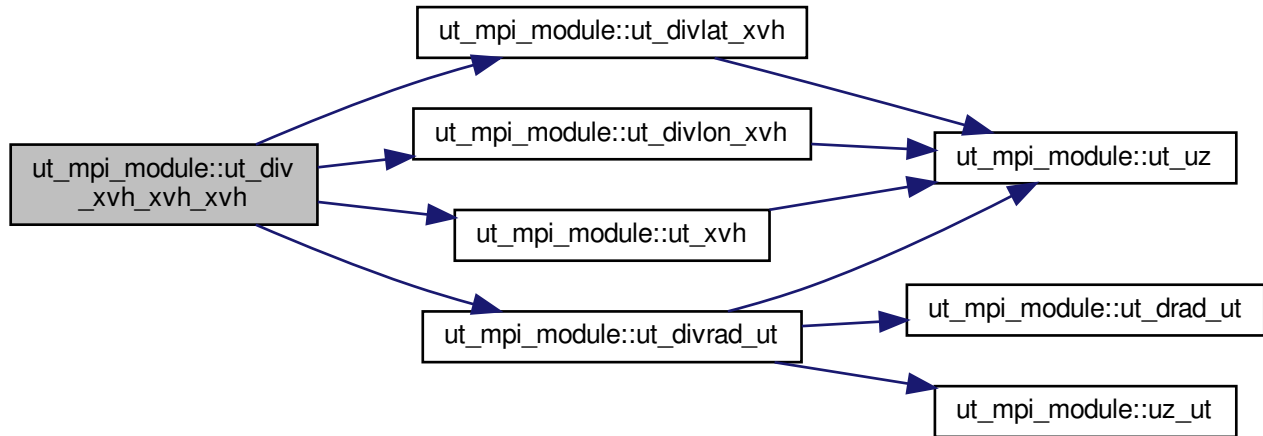 ut_mpi_module::ut_div
_xvh_xvh_xvh
ut_mpi_module::ut_divlat_xvh
ut_mpi_module::ut_divlon_xvh
ut_mpi_module::ut_xvh
ut_mpi_module::ut_divrad_ut
ut_mpi_module::ut_uz
ut_mpi_module::ut_drad_ut
ut_mpi_module::uz_ut